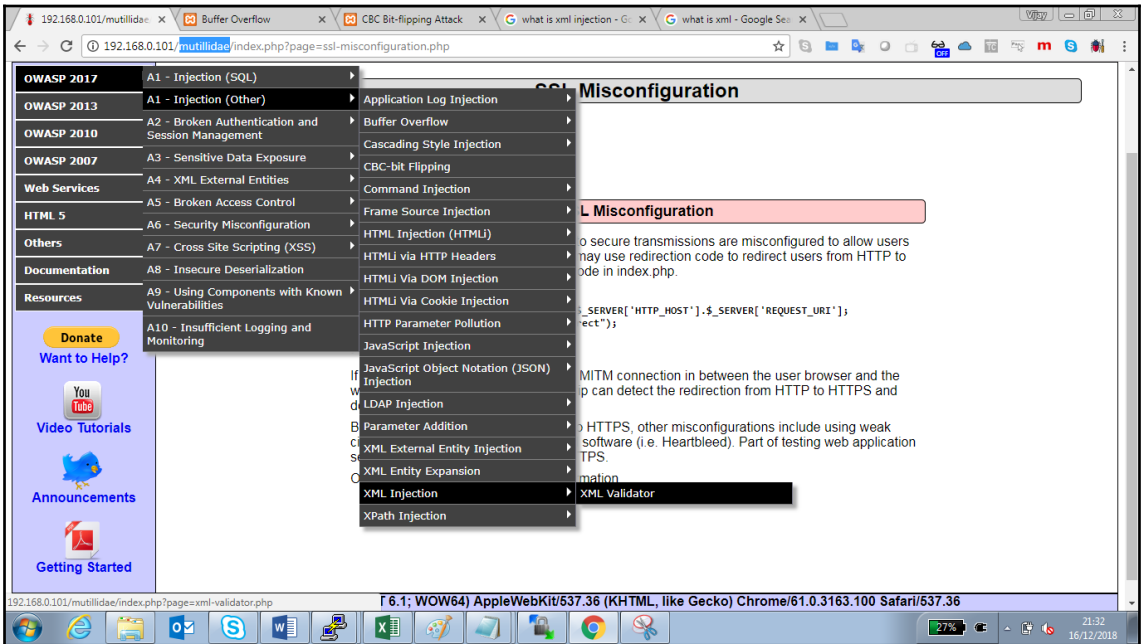 192.168.0.101/mutillidae
Buffer Overflow
CBC Bit-flipping Attack
what is xml injection - G
what is xml - Google Sea
Vijay
192.168.0.101/mutillidae/index.php?page=ssl-misconfiguration.php
OFF
TC
m
SSL Misconfiguration
OWASP 2017
OWASP 2013
OWASP 2010
OWASP 2007
Web Services
HTML 5
Others
Documentation
Resources
A1 - Injection (SQL)
A1 - Injection (Other)
A2 - Broken Authentication and
Session Management
A3 - Sensitive Data Exposure
A4 - XML External Entities
A5 - Broken Access Control
A6 - Security Misconfiguration
A7 - Cross Site Scripting (XSS)
A8 - Insecure Deserialization
A9 - Using Components with Known
Vulnerabilities
A10 - Insufficient Logging and
Monitoring
Application Log Injection
Buffer Overflow
Cascading Style Injection
CBC-bit Flipping
Command Injection
Frame Source Injection
HTML Injection (HTMLi)
HTMLi via HTTP Headers
HTMLi Via DOM Injection
HTMLi Via Cookie Injection
HTTP Parameter Pollution
JavaScript Injection
JavaScript Object Notation (JSON)
Injection
LDAP Injection
Parameter Addition
XML External Entity Injection
XML Entity Expansion
XML Injection
XPath Injection
XML Validator
L Misconfiguration
o secure transmissions are misconfigured to allow users
may use redirection code to redirect users from HTTP to
ode in index.php.
_SERVER['HTTP_HOST'].$_SERVER['REQUEST_URI'];
rect");
If
MITM connection in between the user browser and the
w
ip can detect the redirection from HTTP to HTTPS and
d
B
o HTTPS, other misconfigurations include using weak
ci
software (i.e. Heartbleed). Part of testing web application
se
TPS.
O
mation
Donate
Want to Help?
You
Tube
Video Tutorials
Announcements
Getting Started
192.168.0.101/mutillidae/index.php?page=xml-validator.php
T 6.1; WOW64) AppleWebKit/537.36 (KHTML, like Gecko) Chrome/61.0.3163.100 Safari/537.36
27%
21:32
16/12/2018